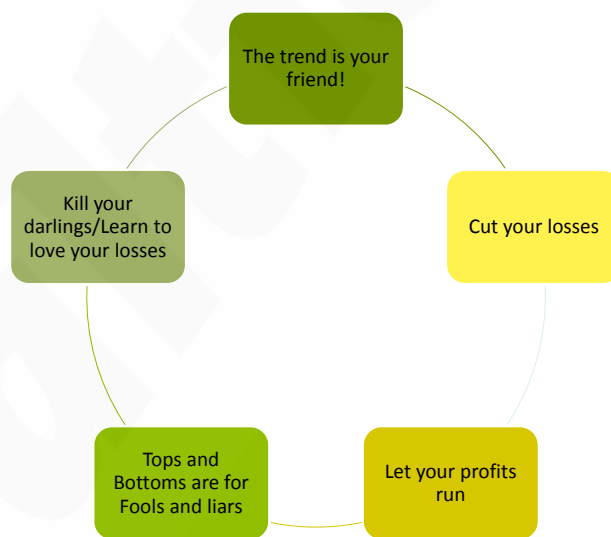 The trend is your
friend!
Cut your losses
Let your profits
run
Tops and
Bottoms are for
Fools and liars
Kill your
darlings/Learn to
love your losses